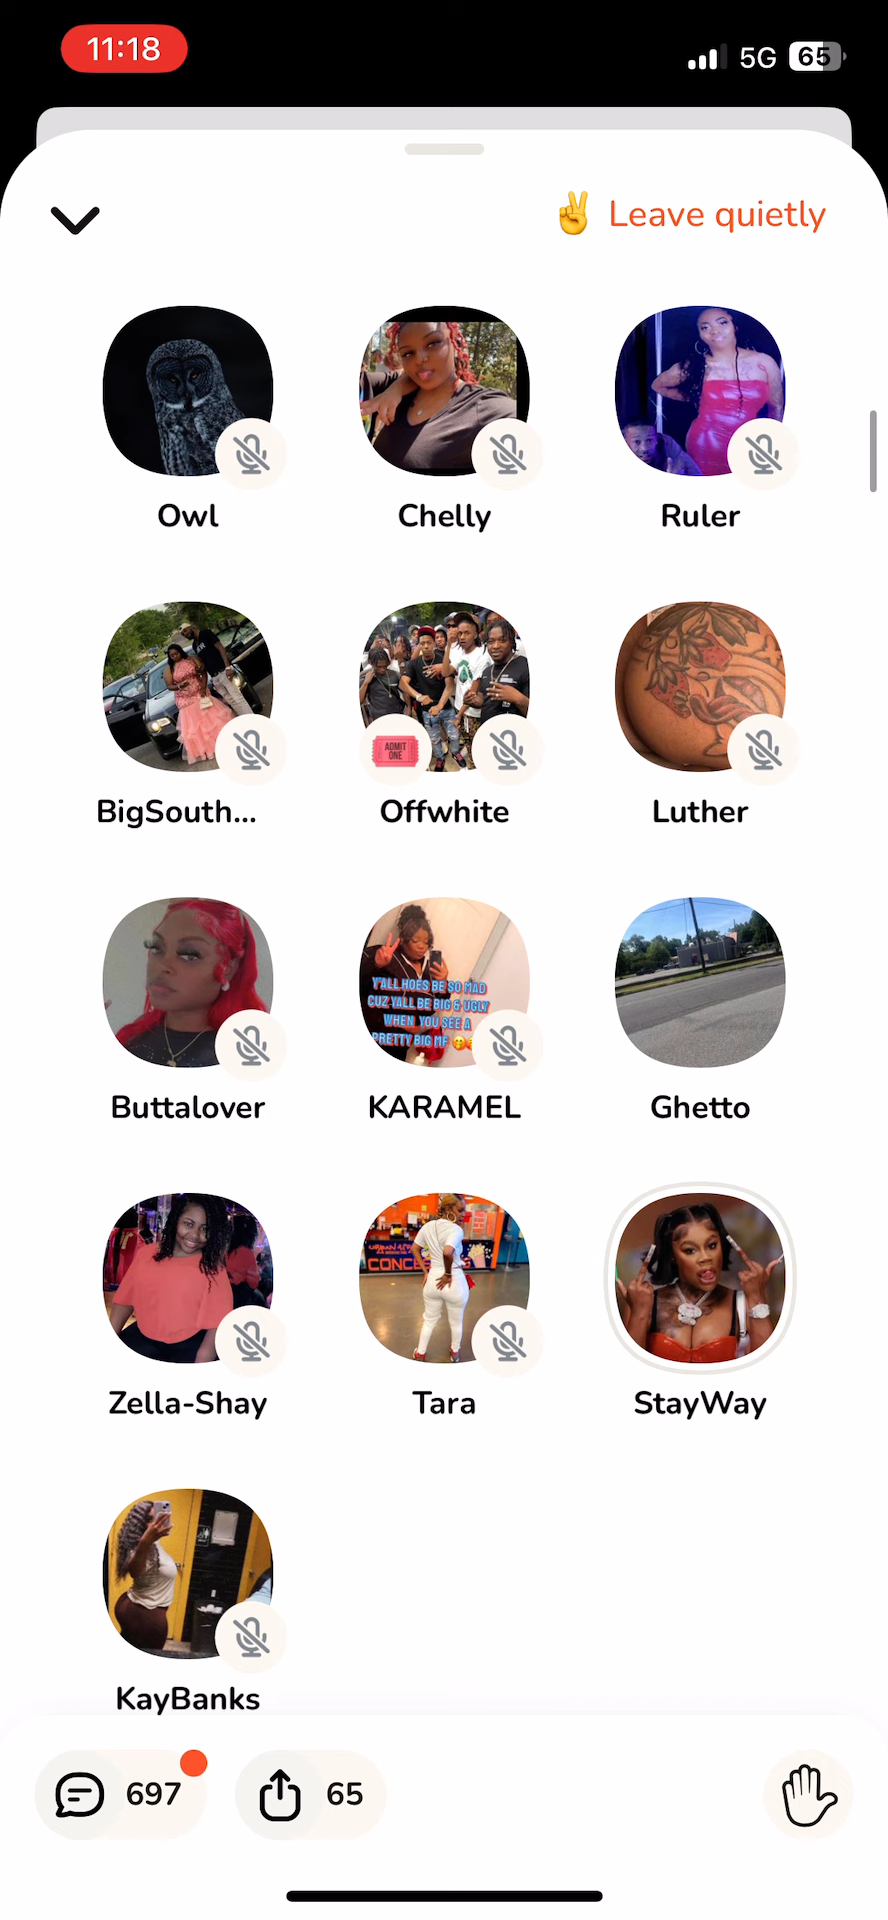 11:18
5G 65
✌️ Leave quietly
Owl
Chelly
Ruler
ADMIT
ONE
BigSouth...
Offwhite
Luther
Y'ALL HOES BE SO MAD
CUZ YALL BE BIG & UGLY
WHEN YOU SEE A
PRETTY BIG MF
Buttalover
KARAMEL
Ghetto
Zella-Shay
Tara
StayWay
KayBanks
697
65